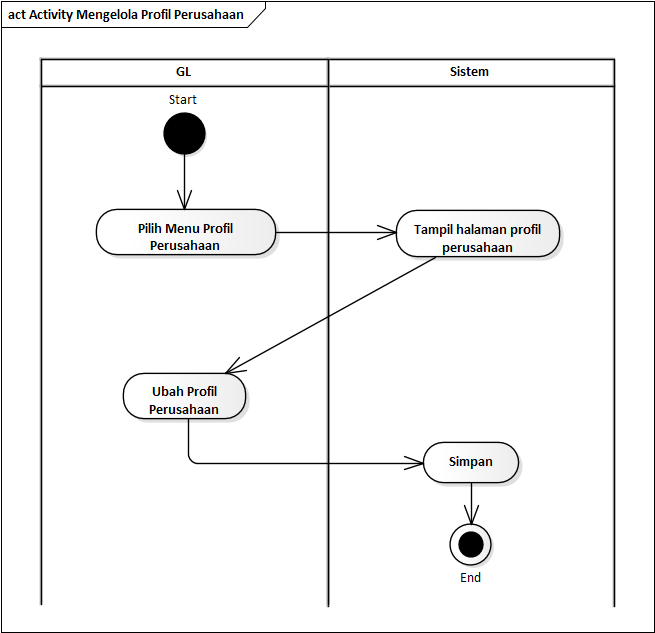 act Activity Mengelola Profil Perusahaan
GL
Sistem
Start
Pilih Menu Profil
Perusahaan
Tampil halaman profil
perusahaan
Ubah Profil
Perusahaan
Simpan
End